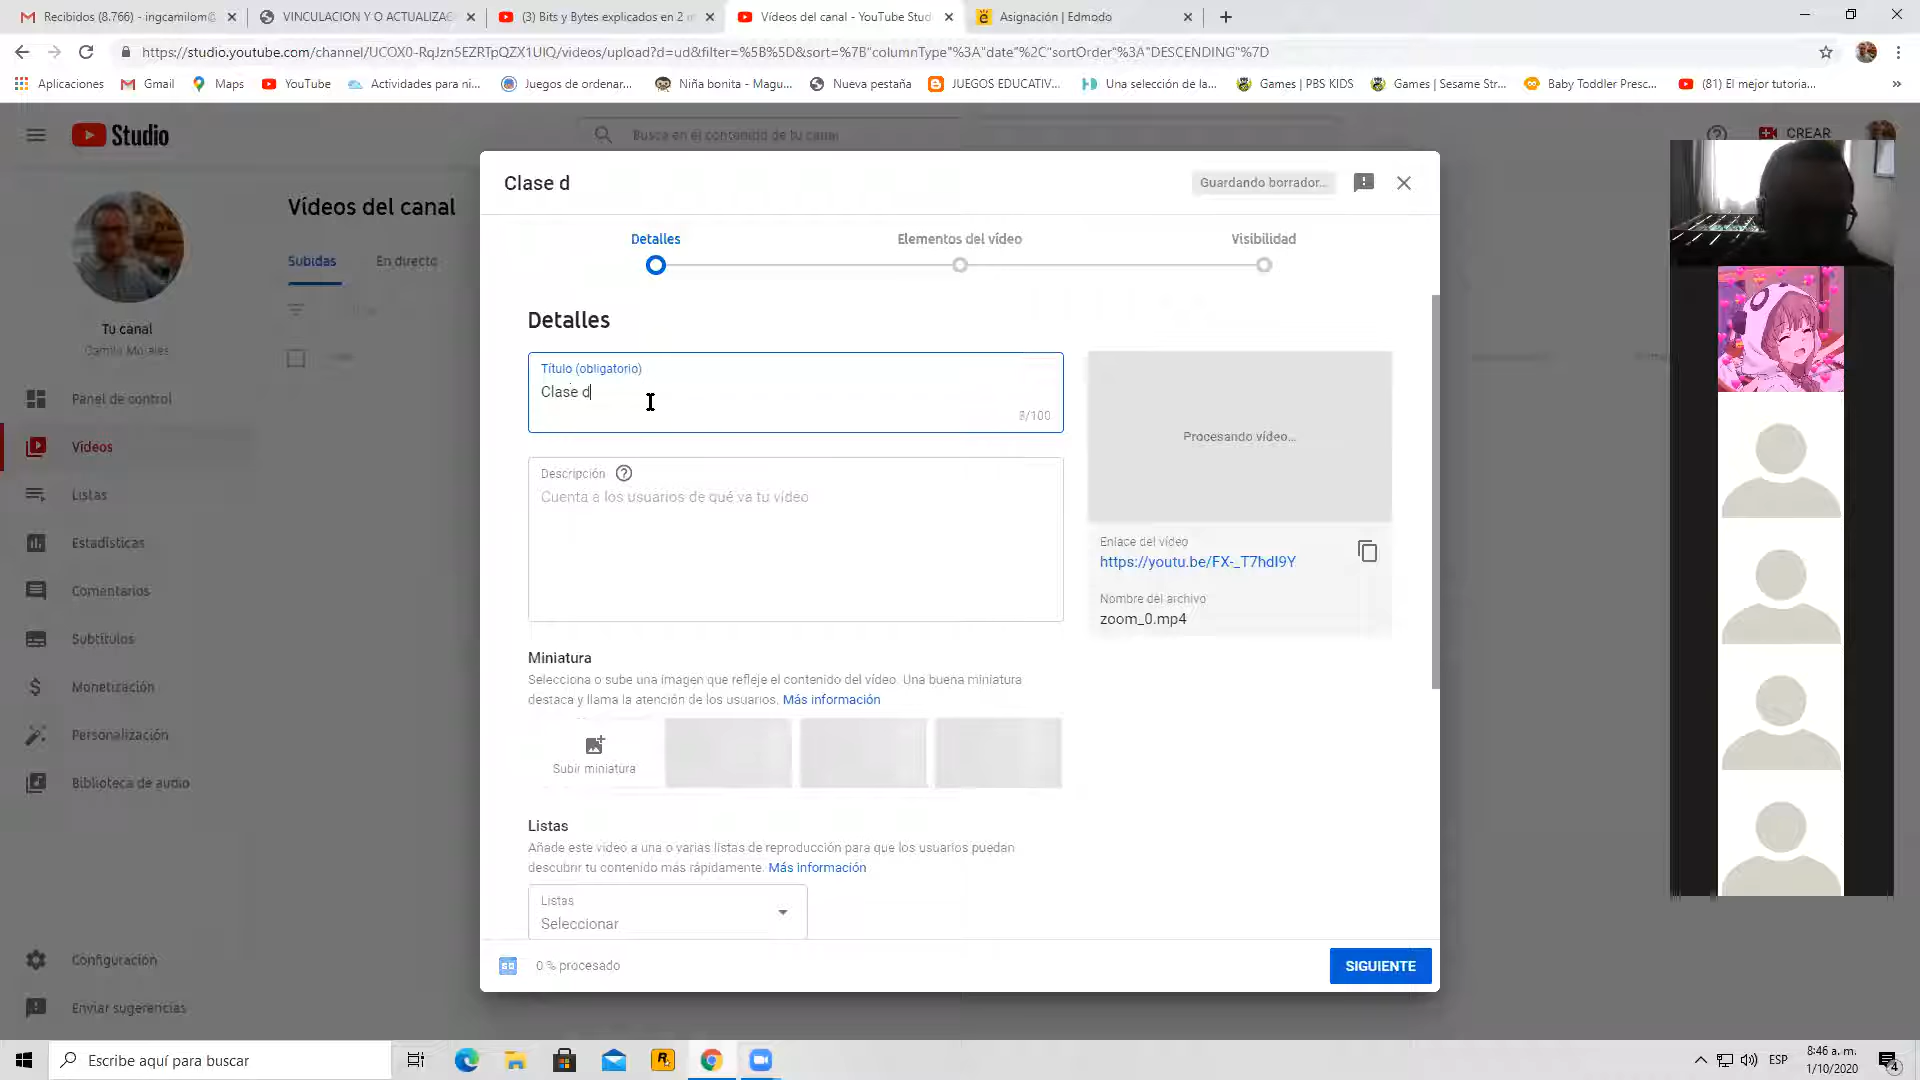 Recibidos (8.766) - ingcamilom@
VINCULACION Y O ACTUALIZAC
(3) Bits y Bytes explicados en 2 m
Vídeos del canal - YouTube Stud
Asignación | Edmodo
https://studio.youtube.com/channel/UCOX0-RqJzn5EZRTpQZX1UIQ/videos/upload?d=ud&filter=%5B%5D&sort=%7B"columnType"%3A"date"%2C"sortOrder"%3A"DESCENDING"%7D
Aplicaciones
Gmail
Maps
YouTube
Actividades para ni...
Juegos de ordenar...
Niña bonita - Magu...
Nueva pestaña
JUEGOS EDUCATIV...
Una selección de la...
Games | PBS KIDS
Games | Sesame Str...
Baby Toddler Presc...
(81) El mejor tutoria...
Studio
Busca en el contenido de tu canal
CREAR
Clase d
Guardando borrador...
Vídeos del canal
Detalles
Elementos del vídeo
Visibilidad
Subidas
En directo
Tu canal
Camilo Morales
Detalles
Título (obligatorio)
Clase d
8/100
Procesando vídeo...
Panel de control
Vídeos
Listas
Estadísticas
Comentarios
Subtítulos
Monetización
Personalización
Biblioteca de audio
Configuración
Enviar sugerencias
Descripción
Cuenta a los usuarios de qué va tu vídeo
Enlace del vídeo
https://youtu.be/FX-_T7hdI9Y
Nombre del archivo
zoom_0.mp4
Miniatura
Selecciona o sube una imagen que refleje el contenido del vídeo. Una buena miniatura
destaca y llama la atención de los usuarios. Más información
Subir miniatura
Listas
Añade este vídeo a una o varias listas de reproducción para que los usuarios puedan
descubrir tu contenido más rápidamente. Más información
Listas
Seleccionar
0 % procesado
SIGUIENTE
Escribe aquí para buscar
ESP
8:46 a. m.
1/10/2020
4